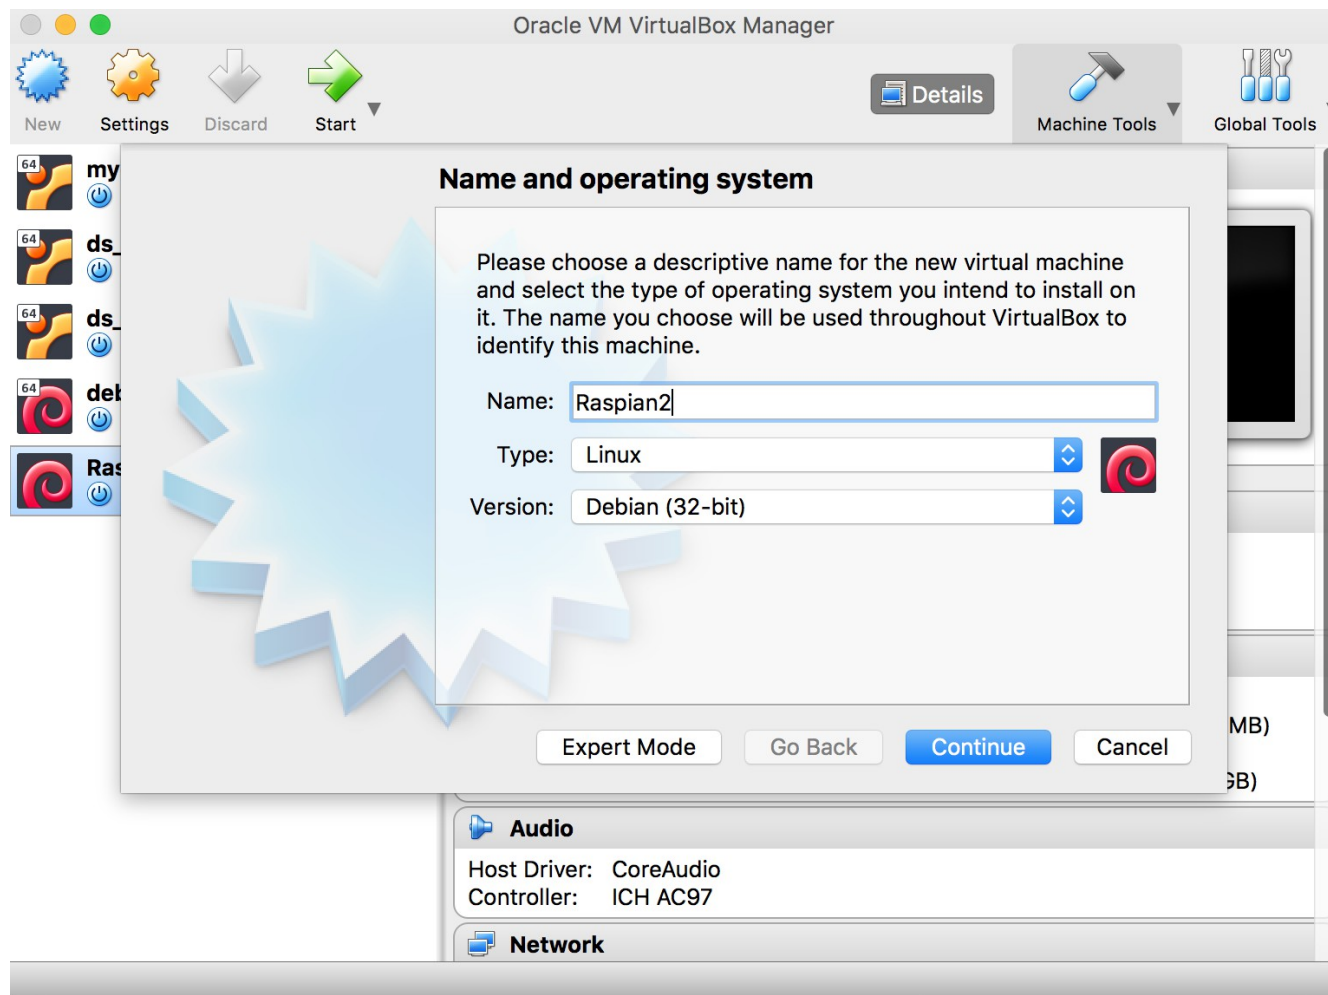 Oracle VM VirtualBox Manager
New
Settings
Discard
Start
Details
Machine Tools
Global Tools
64
my
64
ds_
64
ds_
64
deb
Ras
Name and operating system
Please choose a descriptive name for the new virtual machine
and select the type of operating system you intend to install on
it. The name you choose will be used throughout VirtualBox to
identify this machine.
Name: Raspian2
Type: Linux
Version: Debian (32-bit)
Expert Mode
Go Back
Continue
Cancel
MB)
GB)
Audio
Host Driver: CoreAudio
Controller: ICH AC97
Network